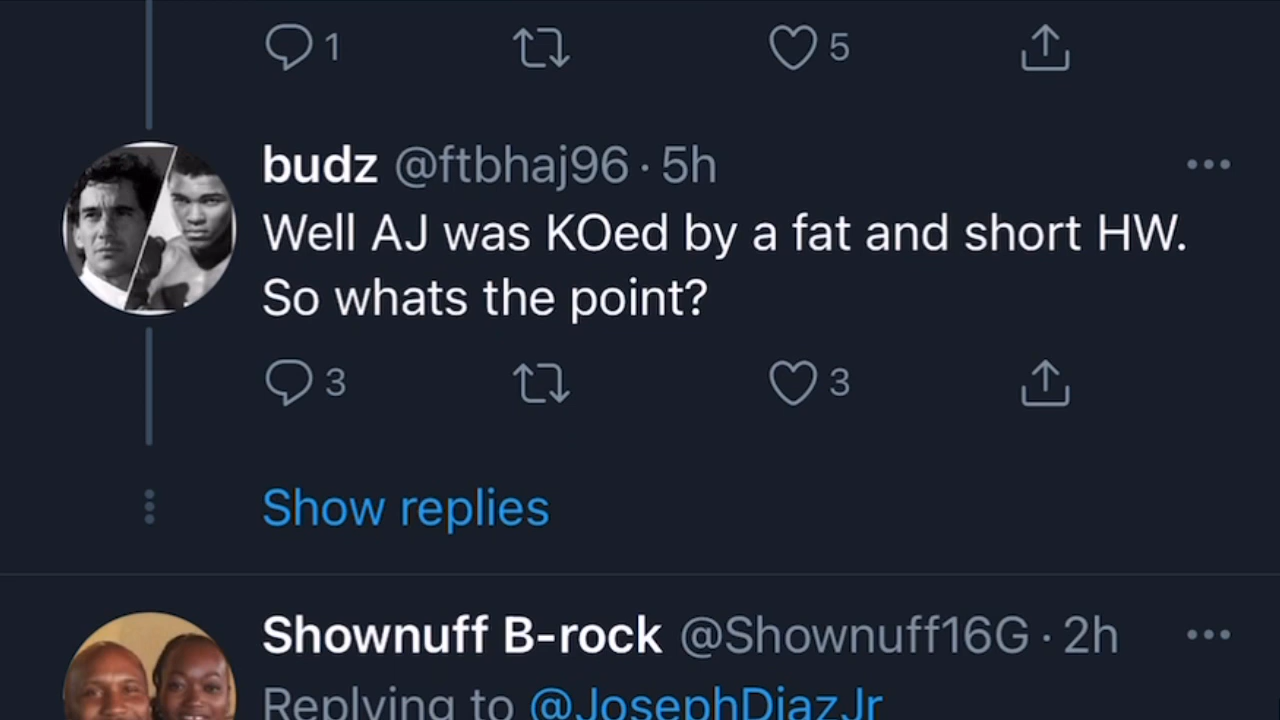 1 5
budz @ftbhaj96 · 5h
Well AJ was KOed by a fat and short HW.
So whats the point?
3 3
Show replies
Shownuff B-rock @Shownuff16G · 2h
Replying to @JosephDiazJr